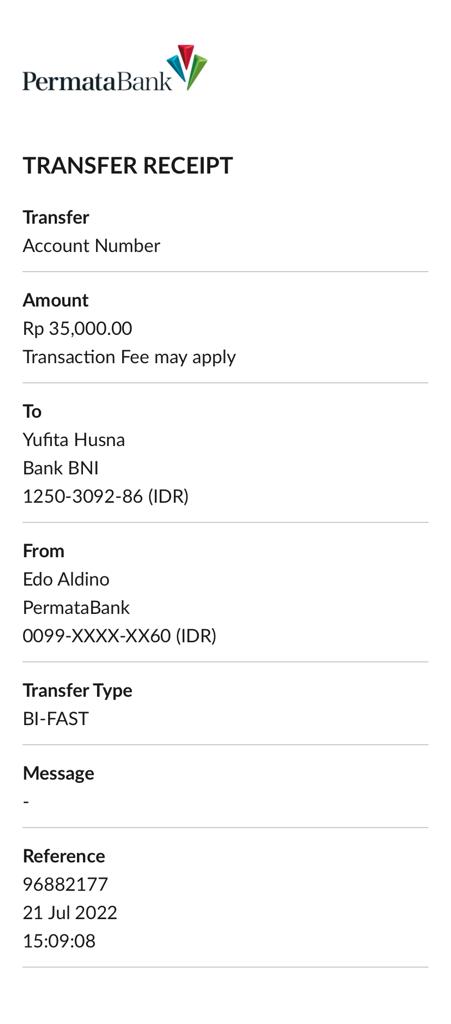 PermataBank
TRANSFER RECEIPT
Transfer
Account Number
Amount
Rp 35,000.00
Transaction Fee may apply
To
Yufita Husna
Bank BNI
1250-3092-86 (IDR)
From
Edo Aldino
PermataBank
0099-XXXX-XX60 (IDR)
Transfer Type
BI-FAST
Message
-
Reference
96882177
21 Jul 2022
15:09:08